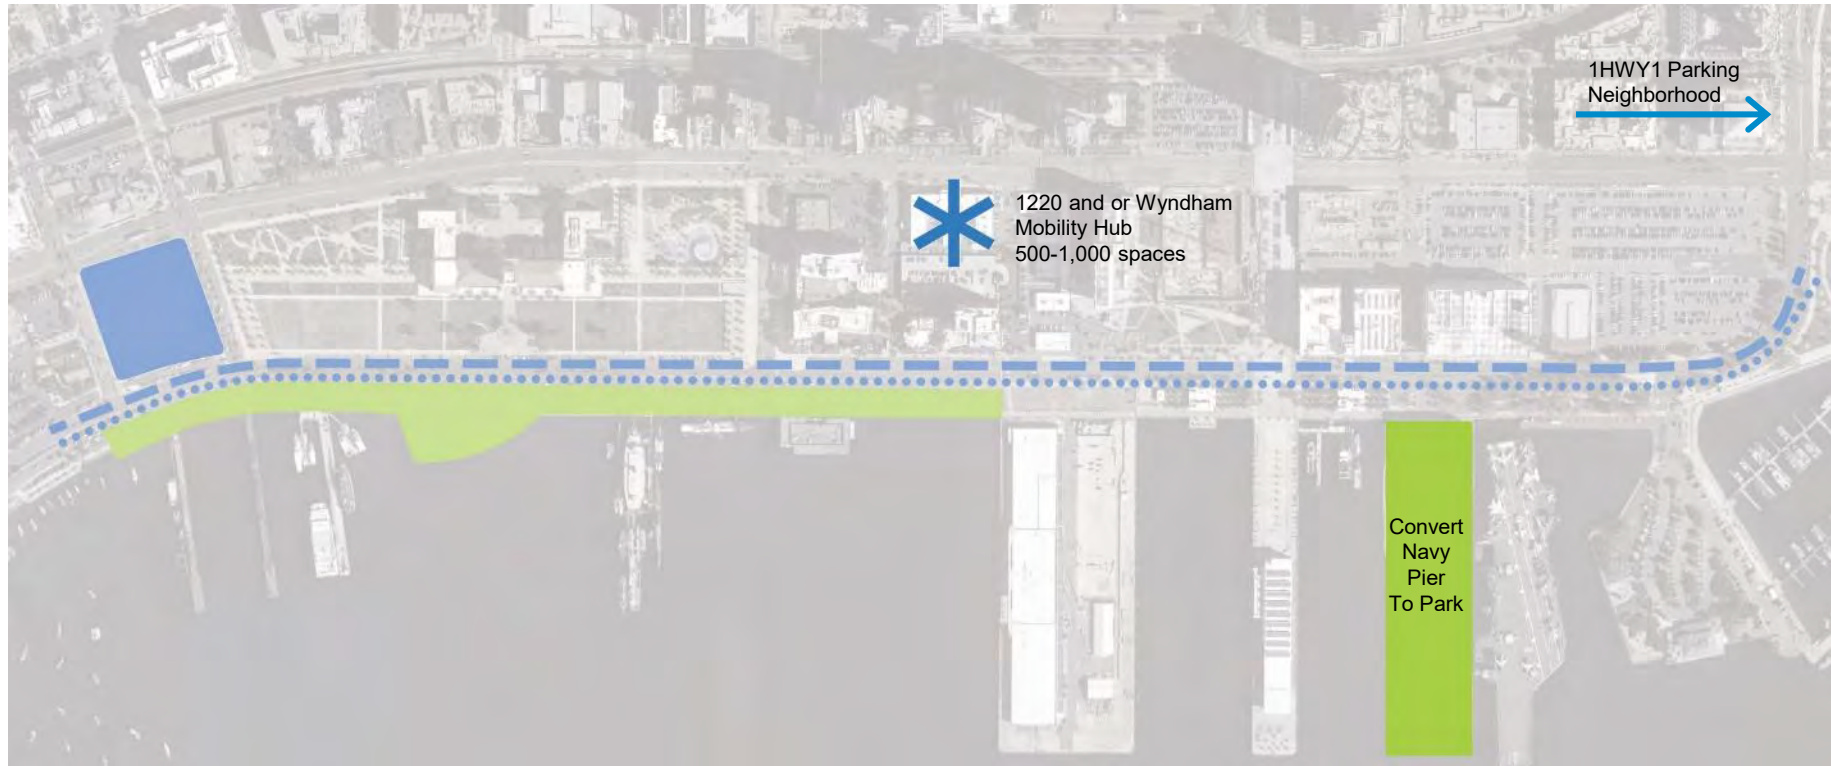 1HWY1 Parking
Neighborhood
1220 and or Wyndham
Mobility Hub
500-1,000 spaces
Convert
Navy
Pier
To Park